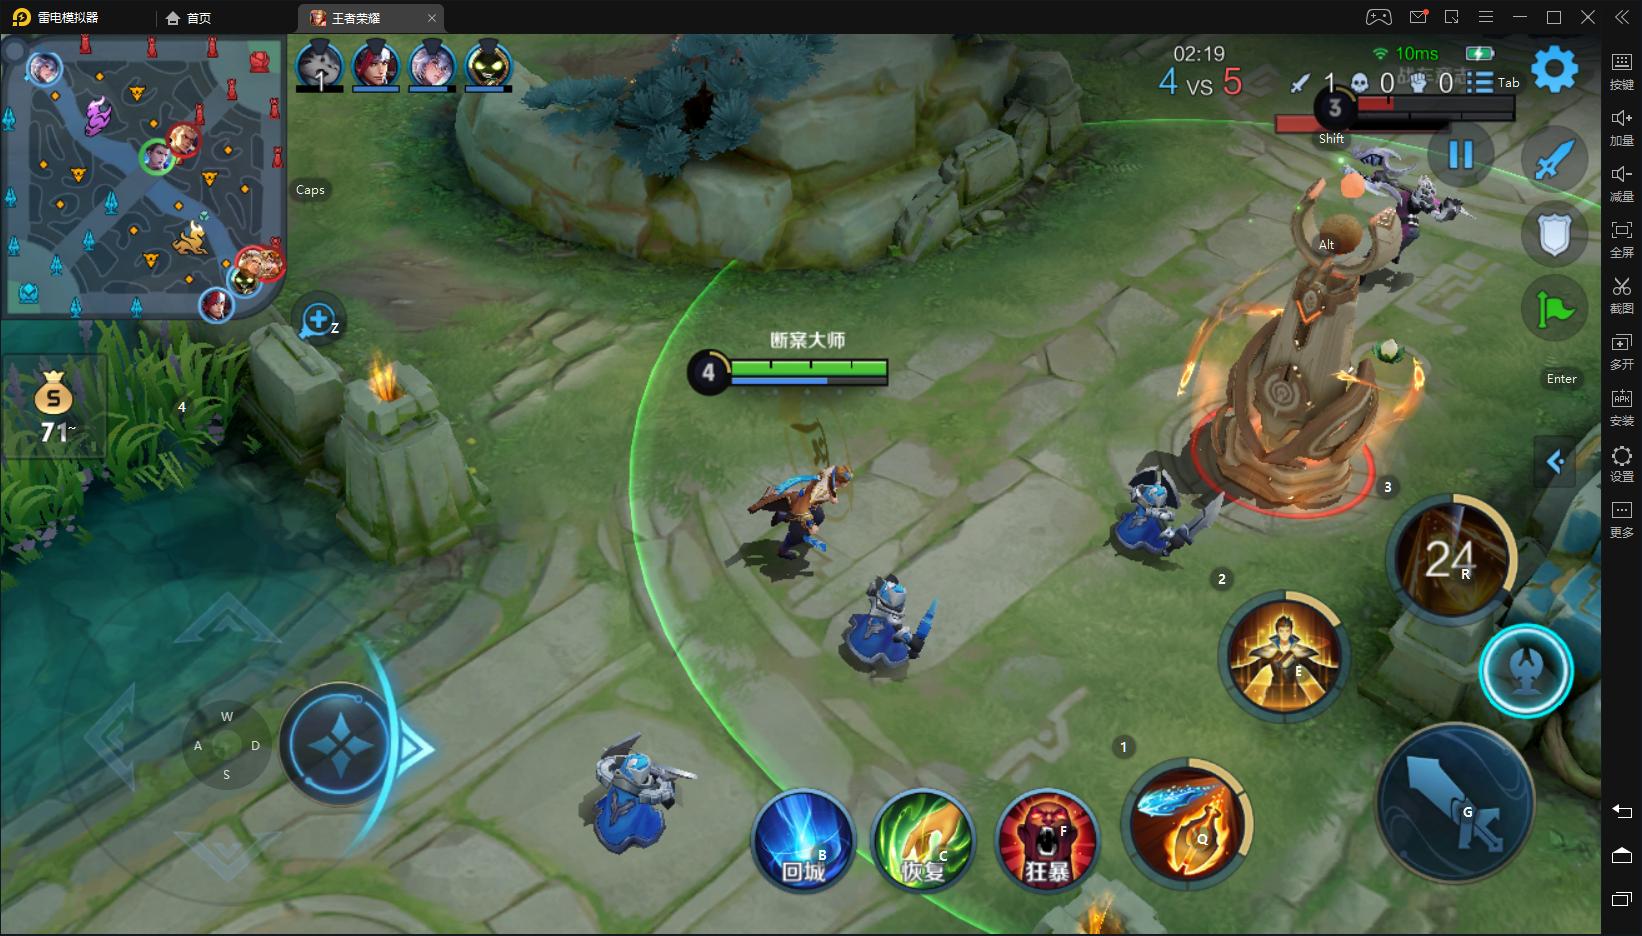 雷电模拟器
首页
王者荣耀
1
02:19
4 vs 5
10ms
1 0 0
Tab
3
Shift
Caps
Alt
Z
断案大师
4
S
71~
4
Enter
3
2
24
R
E
1
W
A D
S
回城 B
恢复 C
狂暴 F
Q
G
按键
加量
减量
全屏
截图
多开
APK
安装
设置
更多